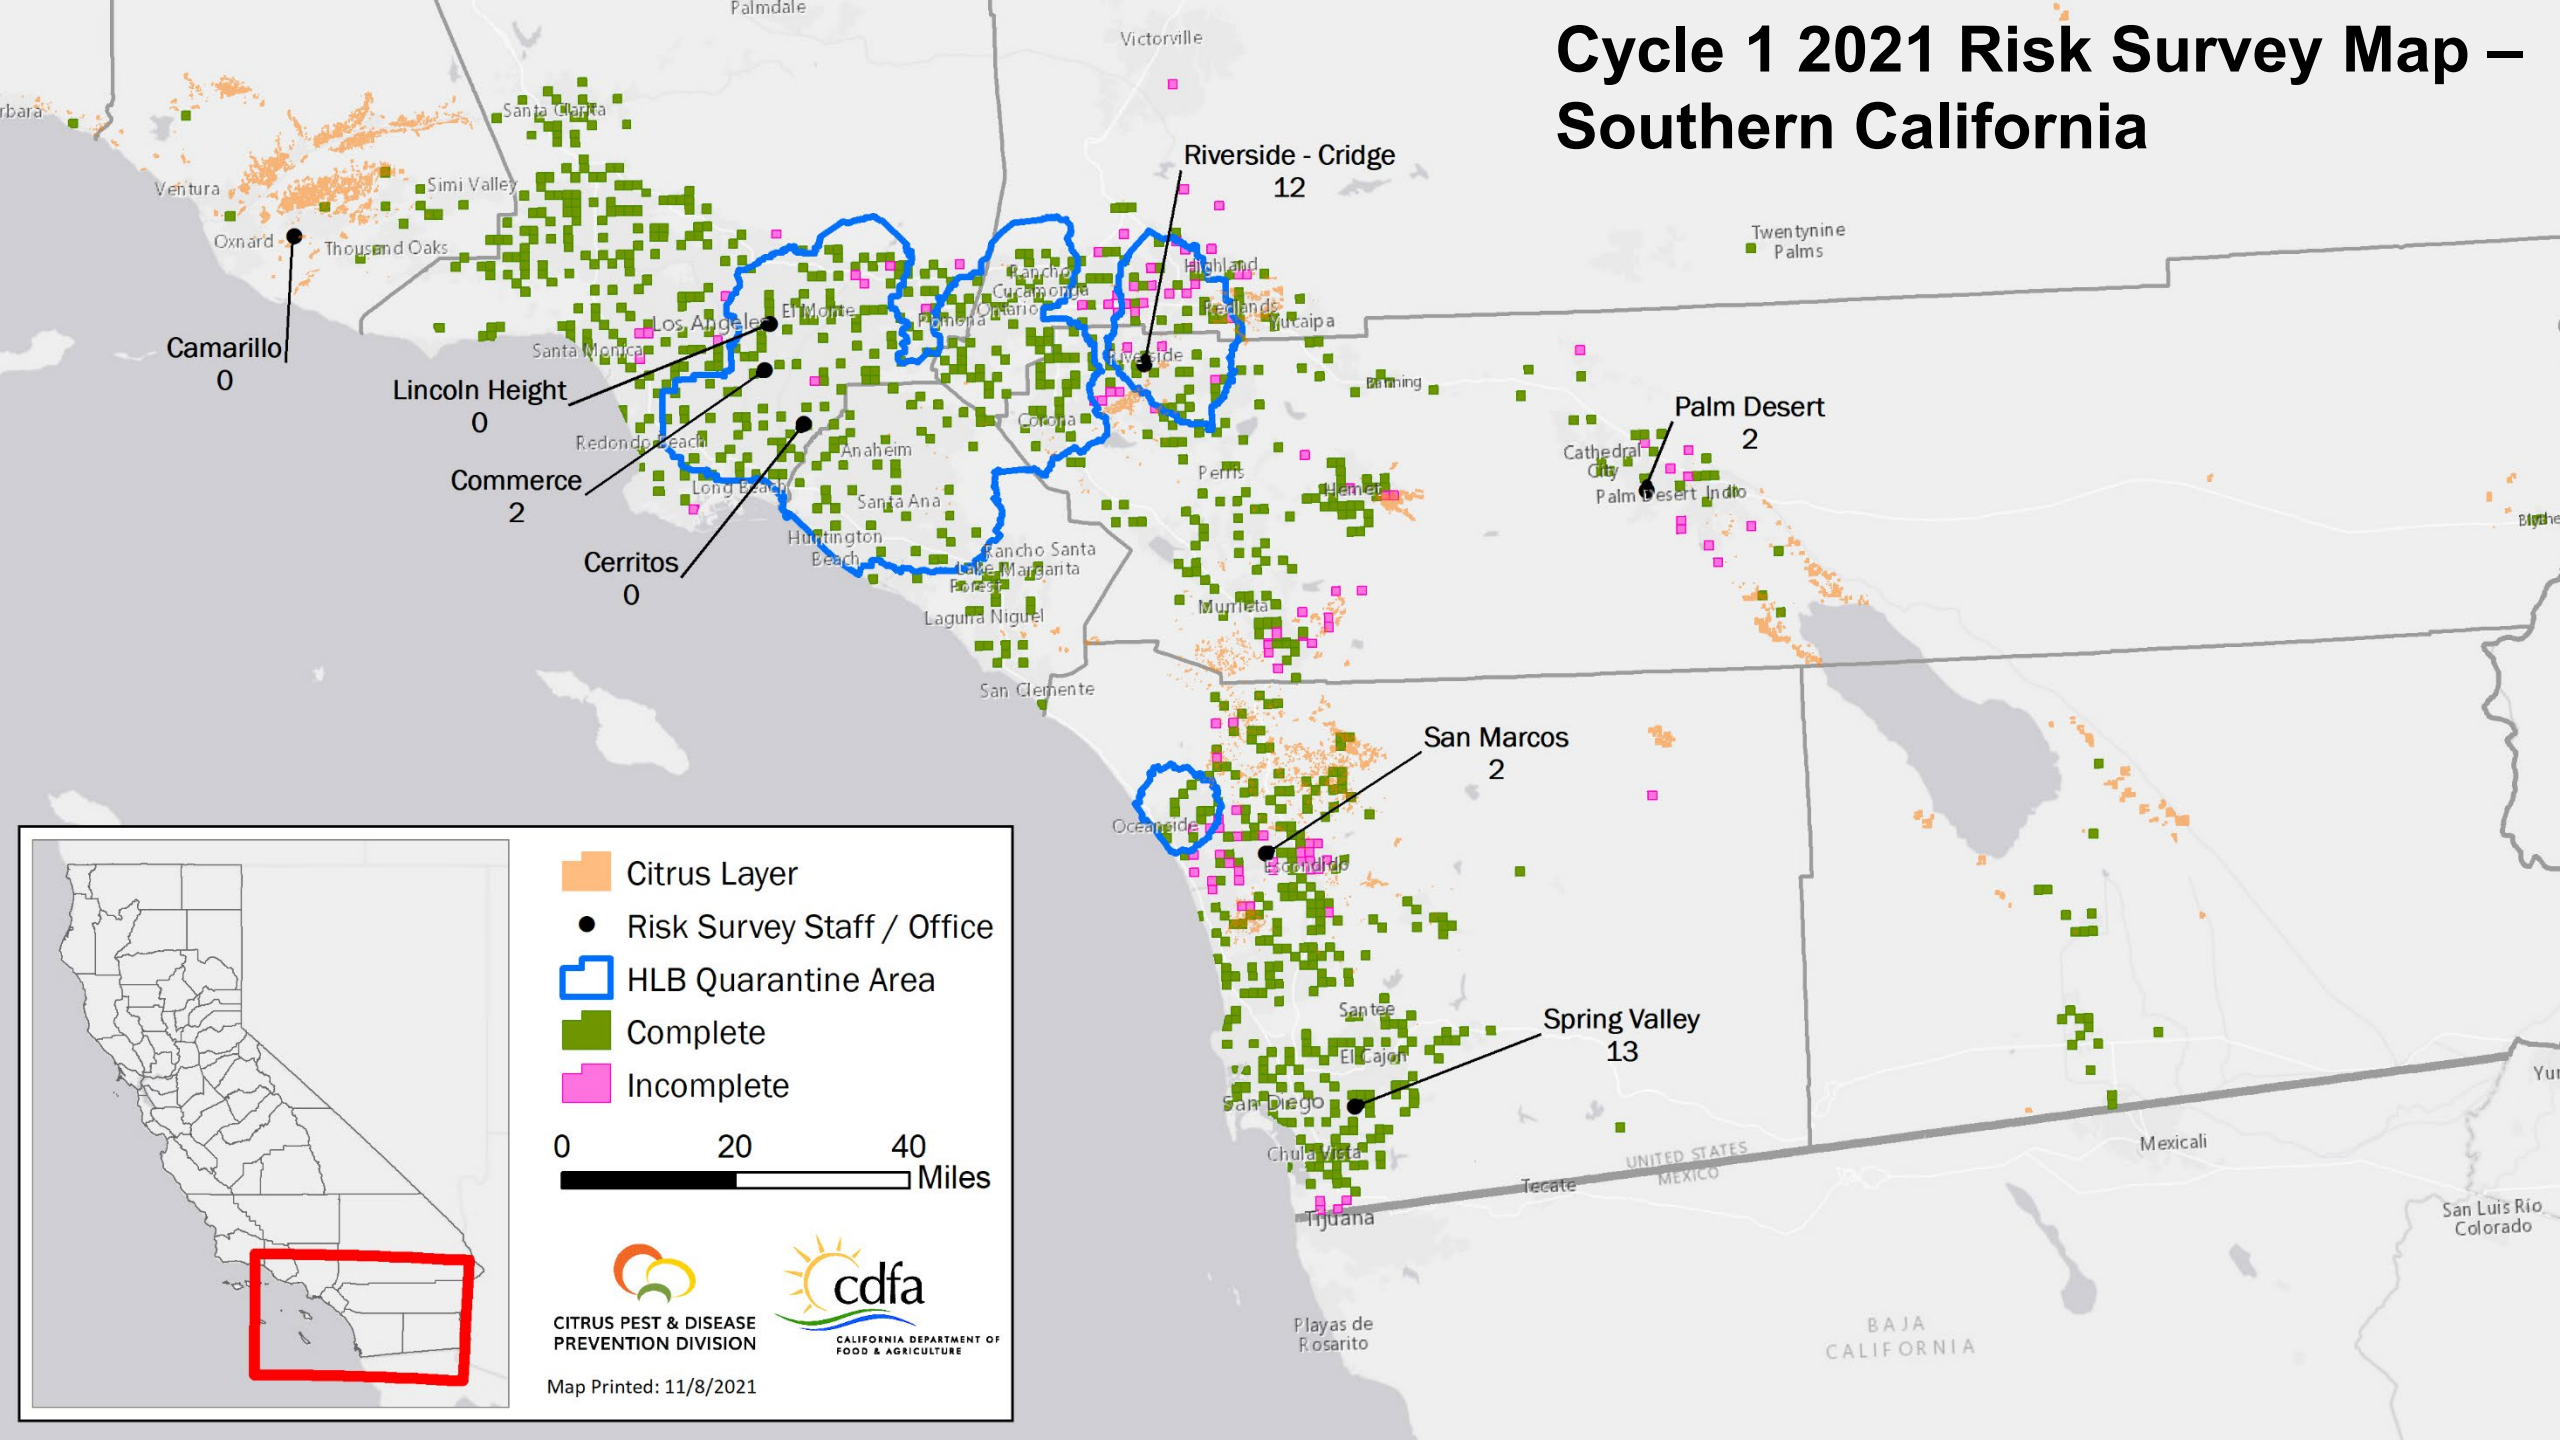 Cycle 1 2021 Risk Survey Map –
Southern California
Palmdale
Victorville
rbara
Santa Clarita
Riverside - Cridge
12
Ventura
Simi Valley
Oxnard
Thousand Oaks
Twentynine
Palms
Highland
Rancho
Cucamonga
Ontario
Pomona
Redlands
Yucaipa
Los Angeles
El Monte
Santa Monica
Riverside
Camarillo
0
Lincoln Height
0
Banning
Palm Desert
2
Corona
Redondo Beach
Anaheim
Cathedral
City
Commerce
2
Long Beach
Perris
Hemet
Palm Desert
Indio
Santa Ana
Blythe
Huntington
Beach
Cerritos
0
Rancho Santa
Margarita
Lake
Forest
Laguna Niguel
Murrieta
San Clemente
San Marcos
2
Oceanside
Escondido
Santee
Spring Valley
13
El Cajon
San Diego
Chula Vista
Yur
UNITED STATES
MEXICO
Mexicali
Tecate
Tijuana
San Luis Río
Colorado
Playas de
Rosarito
BAJA
CALIFORNIA
Citrus Layer
Risk Survey Staff / Office
HLB Quarantine Area
Complete
Incomplete
0 20 40
Miles
CITRUS PEST & DISEASE
PREVENTION DIVISION
cdfa
CALIFORNIA DEPARTMENT OF
FOOD & AGRICULTURE
Map Printed: 11/8/2021